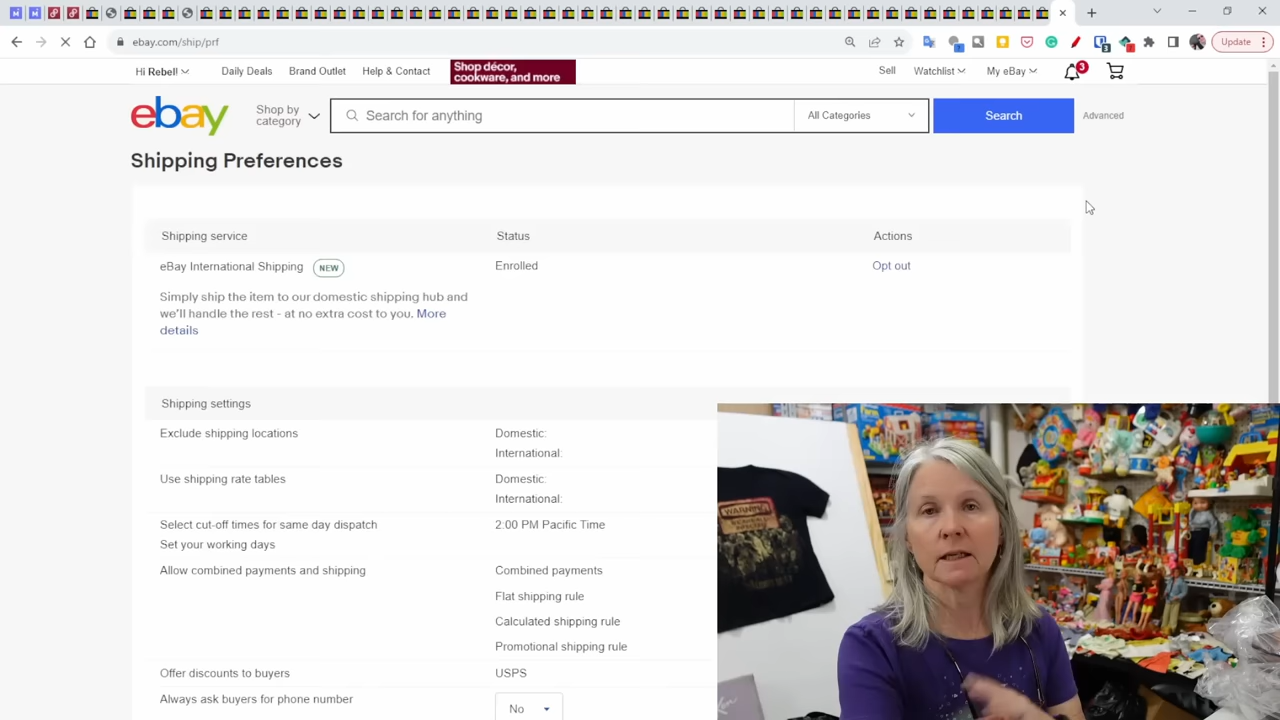 ebay.com/ship/prf
Update
Hi Rebel!
Daily Deals
Brand Outlet
Help & Contact
Shop décor,
cookware, and more
Sell
Watchlist
My eBay
3
ebay
Shop by
category
Search for anything
All Categories
Search
Advanced
Shipping Preferences
Shipping service
Status
Actions
eBay International Shipping
NEW
Enrolled
Opt out
Simply ship the item to our domestic shipping hub and
we'll handle the rest - at no extra cost to you. More
details
Shipping settings
Exclude shipping locations
Domestic:
International:
Use shipping rate tables
Domestic:
International:
Select cut-off times for same day dispatch
2:00 PM Pacific Time
Set your working days
Allow combined payments and shipping
Combined payments
Flat shipping rule
Calculated shipping rule
Promotional shipping rule
Offer discounts to buyers
USPS
Always ask buyers for phone number
No
WARNING